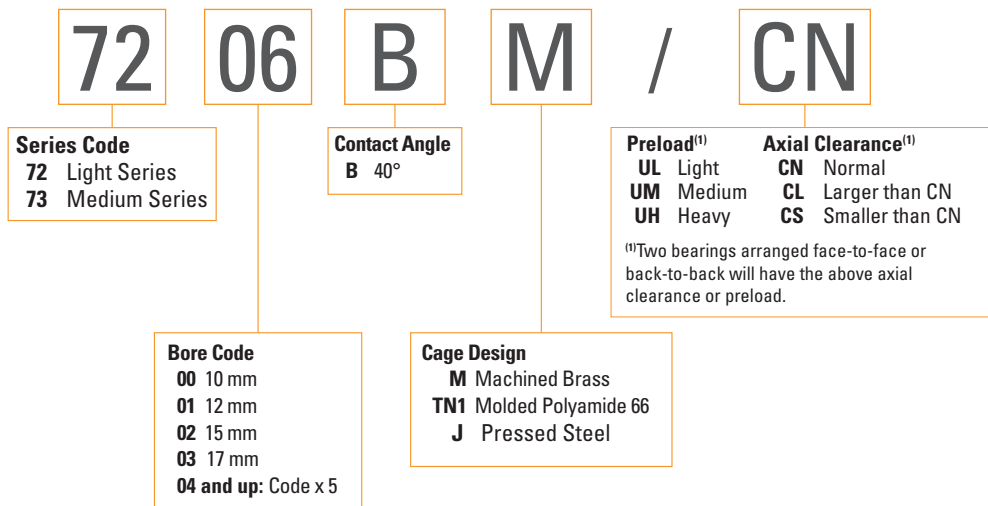 72 06 B M / CN
Series Code
72 Light Series
73 Medium Series
Contact Angle
B 40°
Preload(1) Axial Clearance(1)
UL Light CN Normal
UM Medium CL Larger than CN
UH Heavy CS Smaller than CN
(1)Two bearings arranged face-to-face or
back-to-back will have the above axial
clearance or preload.
Bore Code
00 10 mm
01 12 mm
02 15 mm
03 17 mm
04 and up: Code x 5
Cage Design
M Machined Brass
TN1 Molded Polyamide 66
J Pressed Steel